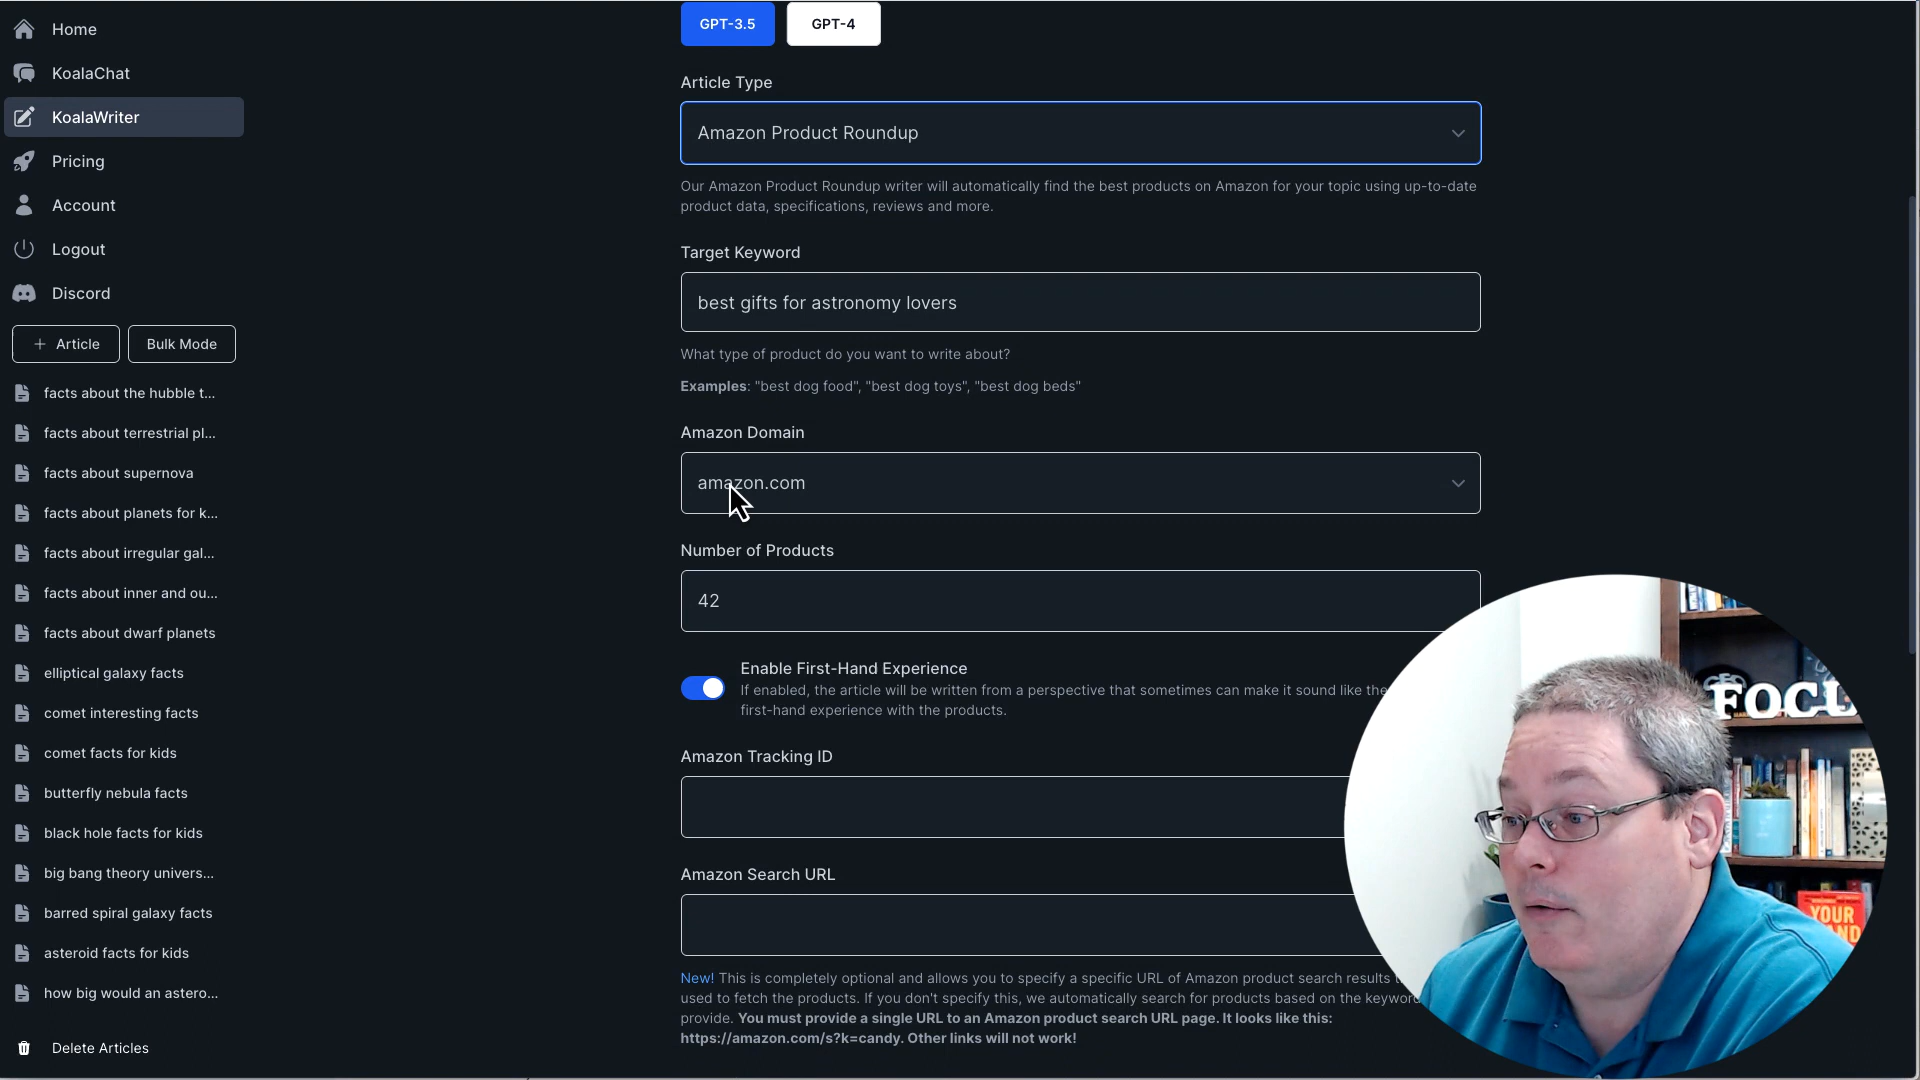 Home
KoalaChat
KoalaWriter
Pricing
Account
Logout
Discord
+ Article
Bulk Mode
facts about the hubble t...
facts about terrestrial pl...
facts about supernova
facts about planets for k...
facts about irregular gal...
facts about inner and ou...
facts about dwarf planets
elliptical galaxy facts
comet interesting facts
comet facts for kids
butterfly nebula facts
black hole facts for kids
big bang theory univers...
barred spiral galaxy facts
asteroid facts for kids
how big would an astero...
Delete Articles
GPT-3.5
GPT-4
Article Type
Amazon Product Roundup
Our Amazon Product Roundup writer will automatically find the best products on Amazon for your topic using up-to-date
product data, specifications, reviews and more.
Target Keyword
best gifts for astronomy lovers
What type of product do you want to write about?
Examples: "best dog food", "best dog toys", "best dog beds"
Amazon Domain
amazon.com
Number of Products
42
Enable First-Hand Experience
If enabled, the article will be written from a perspective that sometimes can make it sound like the
first-hand experience with the products.
Amazon Tracking ID
Amazon Search URL
New! This is completely optional and allows you to specify a specific URL of Amazon product search results
used to fetch the products. If you don't specify this, we automatically search for products based on the keyword
provide. You must provide a single URL to an Amazon product search URL page. It looks like this:
https://amazon.com/s?k=candy. Other links will not work!
FOCU
YOUR